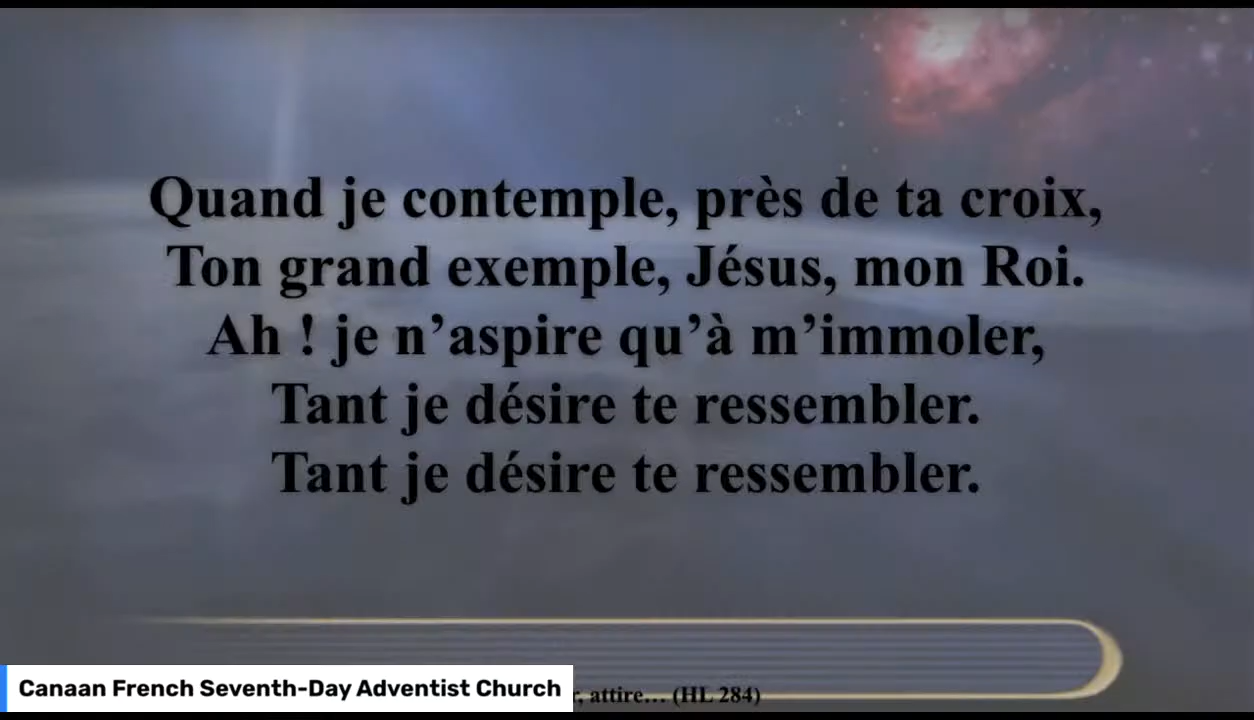 Quand je contemple, près de ta croix,
Ton grand exemple, Jésus, mon Roi.
Ah ! je n’aspire qu’à m’immoler,
Tant je désire te ressembler.
Tant je désire te ressembler.
Canaan French Seventh-Day Adventist Church
attire… (HL 284)